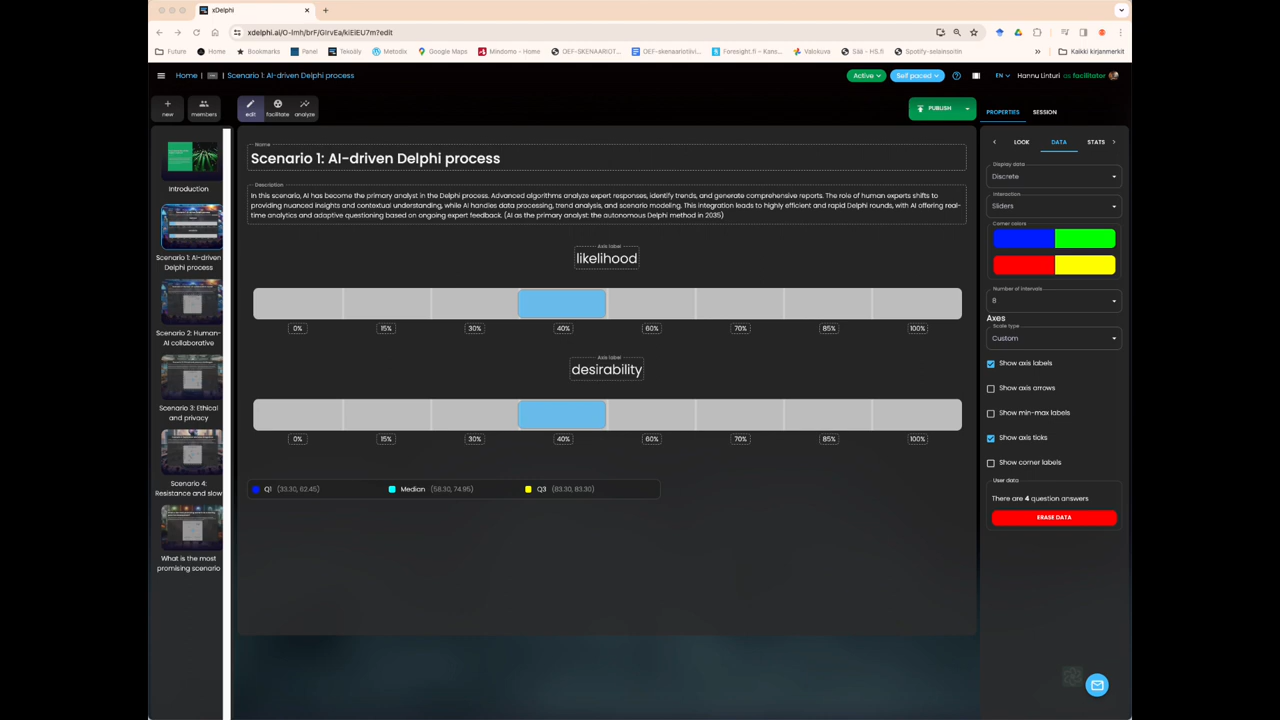 xDelphi
xdelphi.ai/O-Imh/brF/GIrvEa/kiEiEU7m?edit
Future
Home
Bookmarks
Panel
Tekoäly
Metodix
Google Maps
Mindomo - Home
OEF-SKENAARIOT...
OEF-skenaariotiivi...
Foresight.fi – Kans...
Valokuva
Sää - HS.fi
Spotify-selainsoitin
»
Kaikki kirjanmerkit
Home | ... | Scenario 1: AI-driven Delphi process
Active
Self paced
EN
Hannu Linturi as facilitator
new
members
edit
facilitate
analyze
PUBLISH
PROPERTIES
SESSION
Introduction
Scenario 1: AI-driven
Delphi process
Scenario 2: Human-
AI collaborative
Scenario 3: Ethical
and privacy
Scenario 4:
Resistance and slow
What is the most
promising scenario
Name
Scenario 1: AI-driven Delphi process
Description
In this scenario, AI has become the primary analyst in the Delphi process. Advanced algorithms analyze expert responses, identify trends, and generate comprehensive reports. The role of human experts shifts to
providing nuanced insights and contextual understanding, while AI handles data processing, trend analysis, and scenario modeling. This integration leads to highly efficient and rapid Delphi rounds, with AI offering real-
time analytics and adaptive questioning based on ongoing expert feedback. (AI as the primary analyst: the autonomous Delphi method in 2035)
Axis label
likelihood
0% 15% 30% 40% 60% 70% 85% 100%
Axis label
desirability
0% 15% 30% 40% 60% 70% 85% 100%
Q1 (33.30, 62.45) Median (58.30, 74.95) Q3 (83.30, 83.30)
LOOK
DATA
STATS
Display data
Discrete
Interaction
Sliders
Corner colors
Number of intervals
8
Axes
Scale type
Custom
Show axis labels
Show axis arrows
Show min-max labels
Show axis ticks
Show corner labels
User data
There are 4 question answers
ERASE DATA